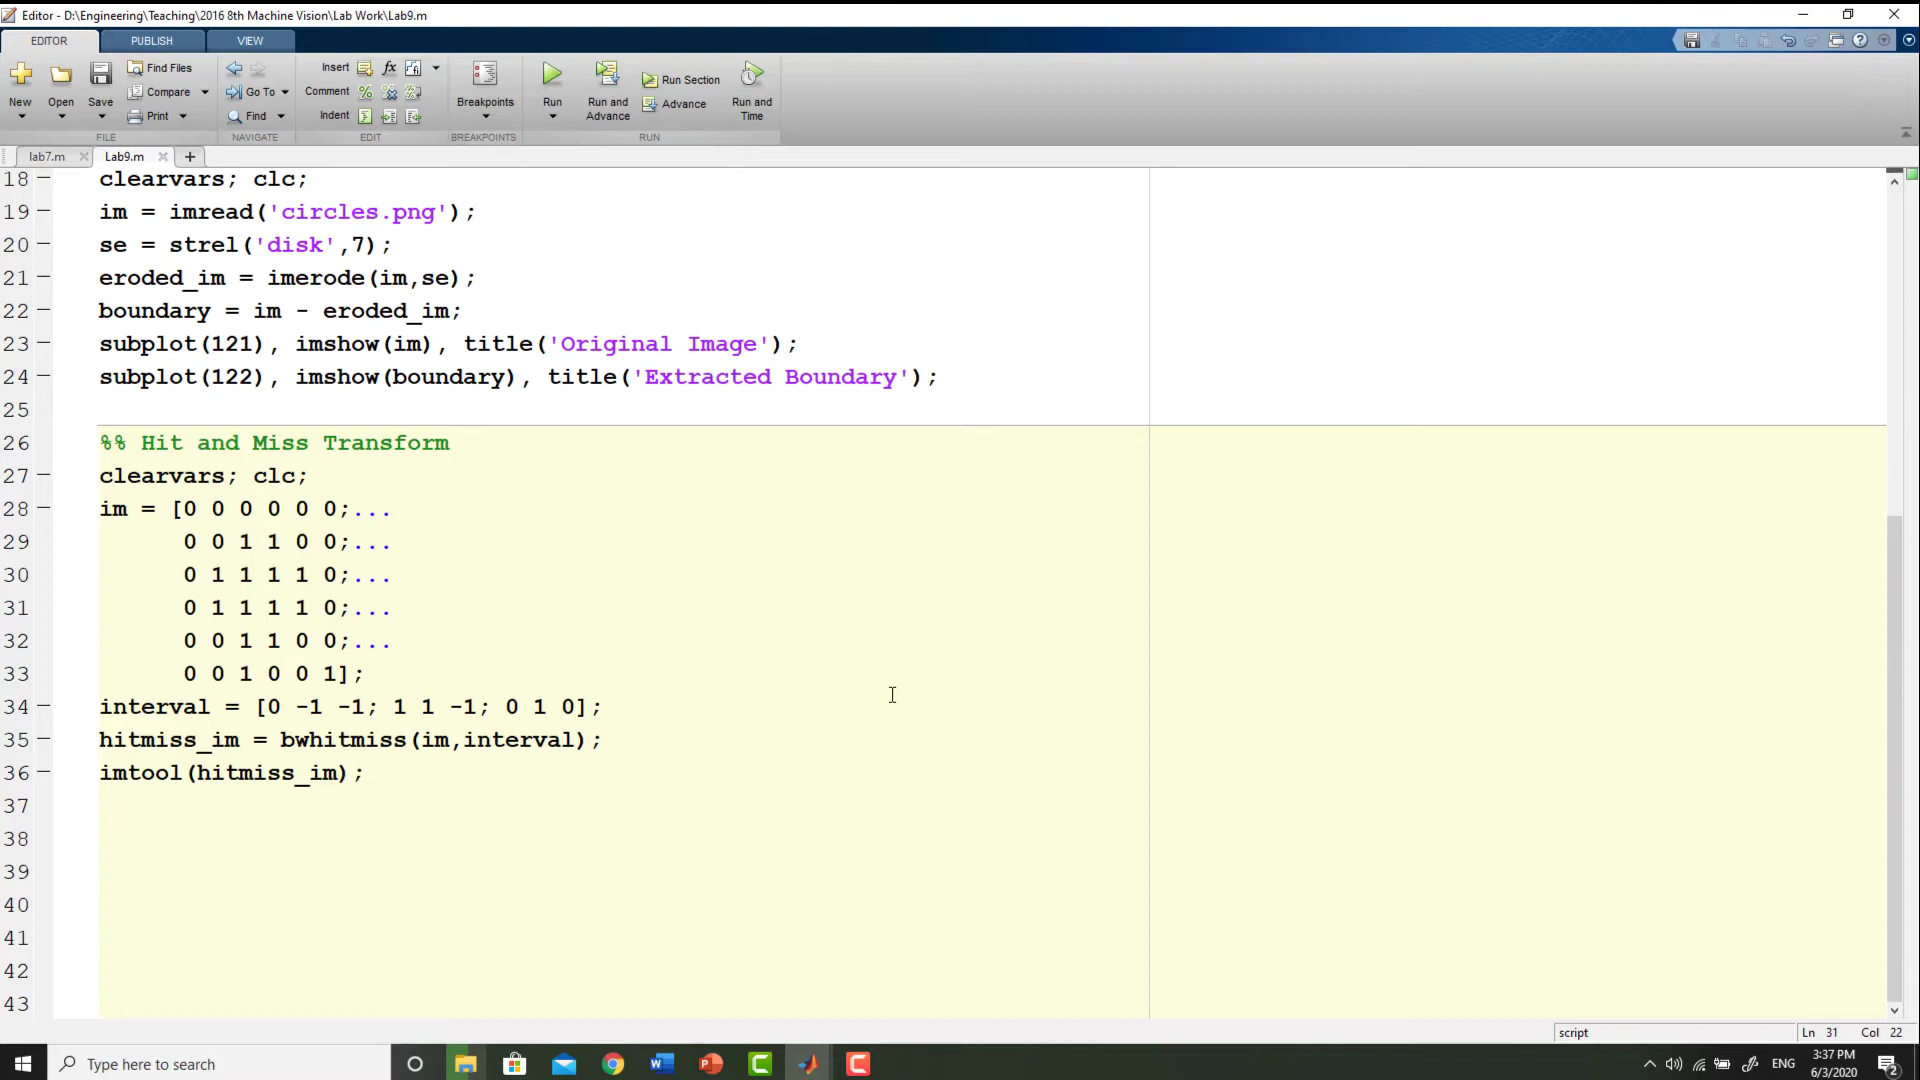 Editor - D:\Engineering\Teaching\2016 8th Machine Vision\Lab Work\Lab9.m
EDITOR PUBLISH VIEW
New Open Save Find Files Compare Print
Go To Find
Insert fx
Comment
Indent
Breakpoints
Run Run and Advance Run Section Advance Run and Time
FILE NAVIGATE EDIT BREAKPOINTS RUN
lab7.m Lab9.m
18 clearvars; clc;
19 im = imread('circles.png');
20 se = strel('disk',7);
21 eroded_im = imerode(im,se);
22 boundary = im - eroded_im;
23 subplot(121), imshow(im), title('Original Image');
24 subplot(122), imshow(boundary), title('Extracted Boundary');
25
26 %% Hit and Miss Transform
27 clearvars; clc;
28 im = [0 0 0 0 0 0;...
29 0 0 1 1 0 0;...
30 0 1 1 1 1 0;...
31 0 1 1 1 1 0;...
32 0 0 1 1 0 0;...
33 0 0 1 0 0 1];
34 interval = [0 -1 -1; 1 1 -1; 0 1 0];
35 hitmiss_im = bwhitmiss(im,interval);
36 imtool(hitmiss_im);
37
38
39
40
41
42
43
script Ln 31 Col 22
Type here to search
ENG
3:37 PM
6/3/2020
2